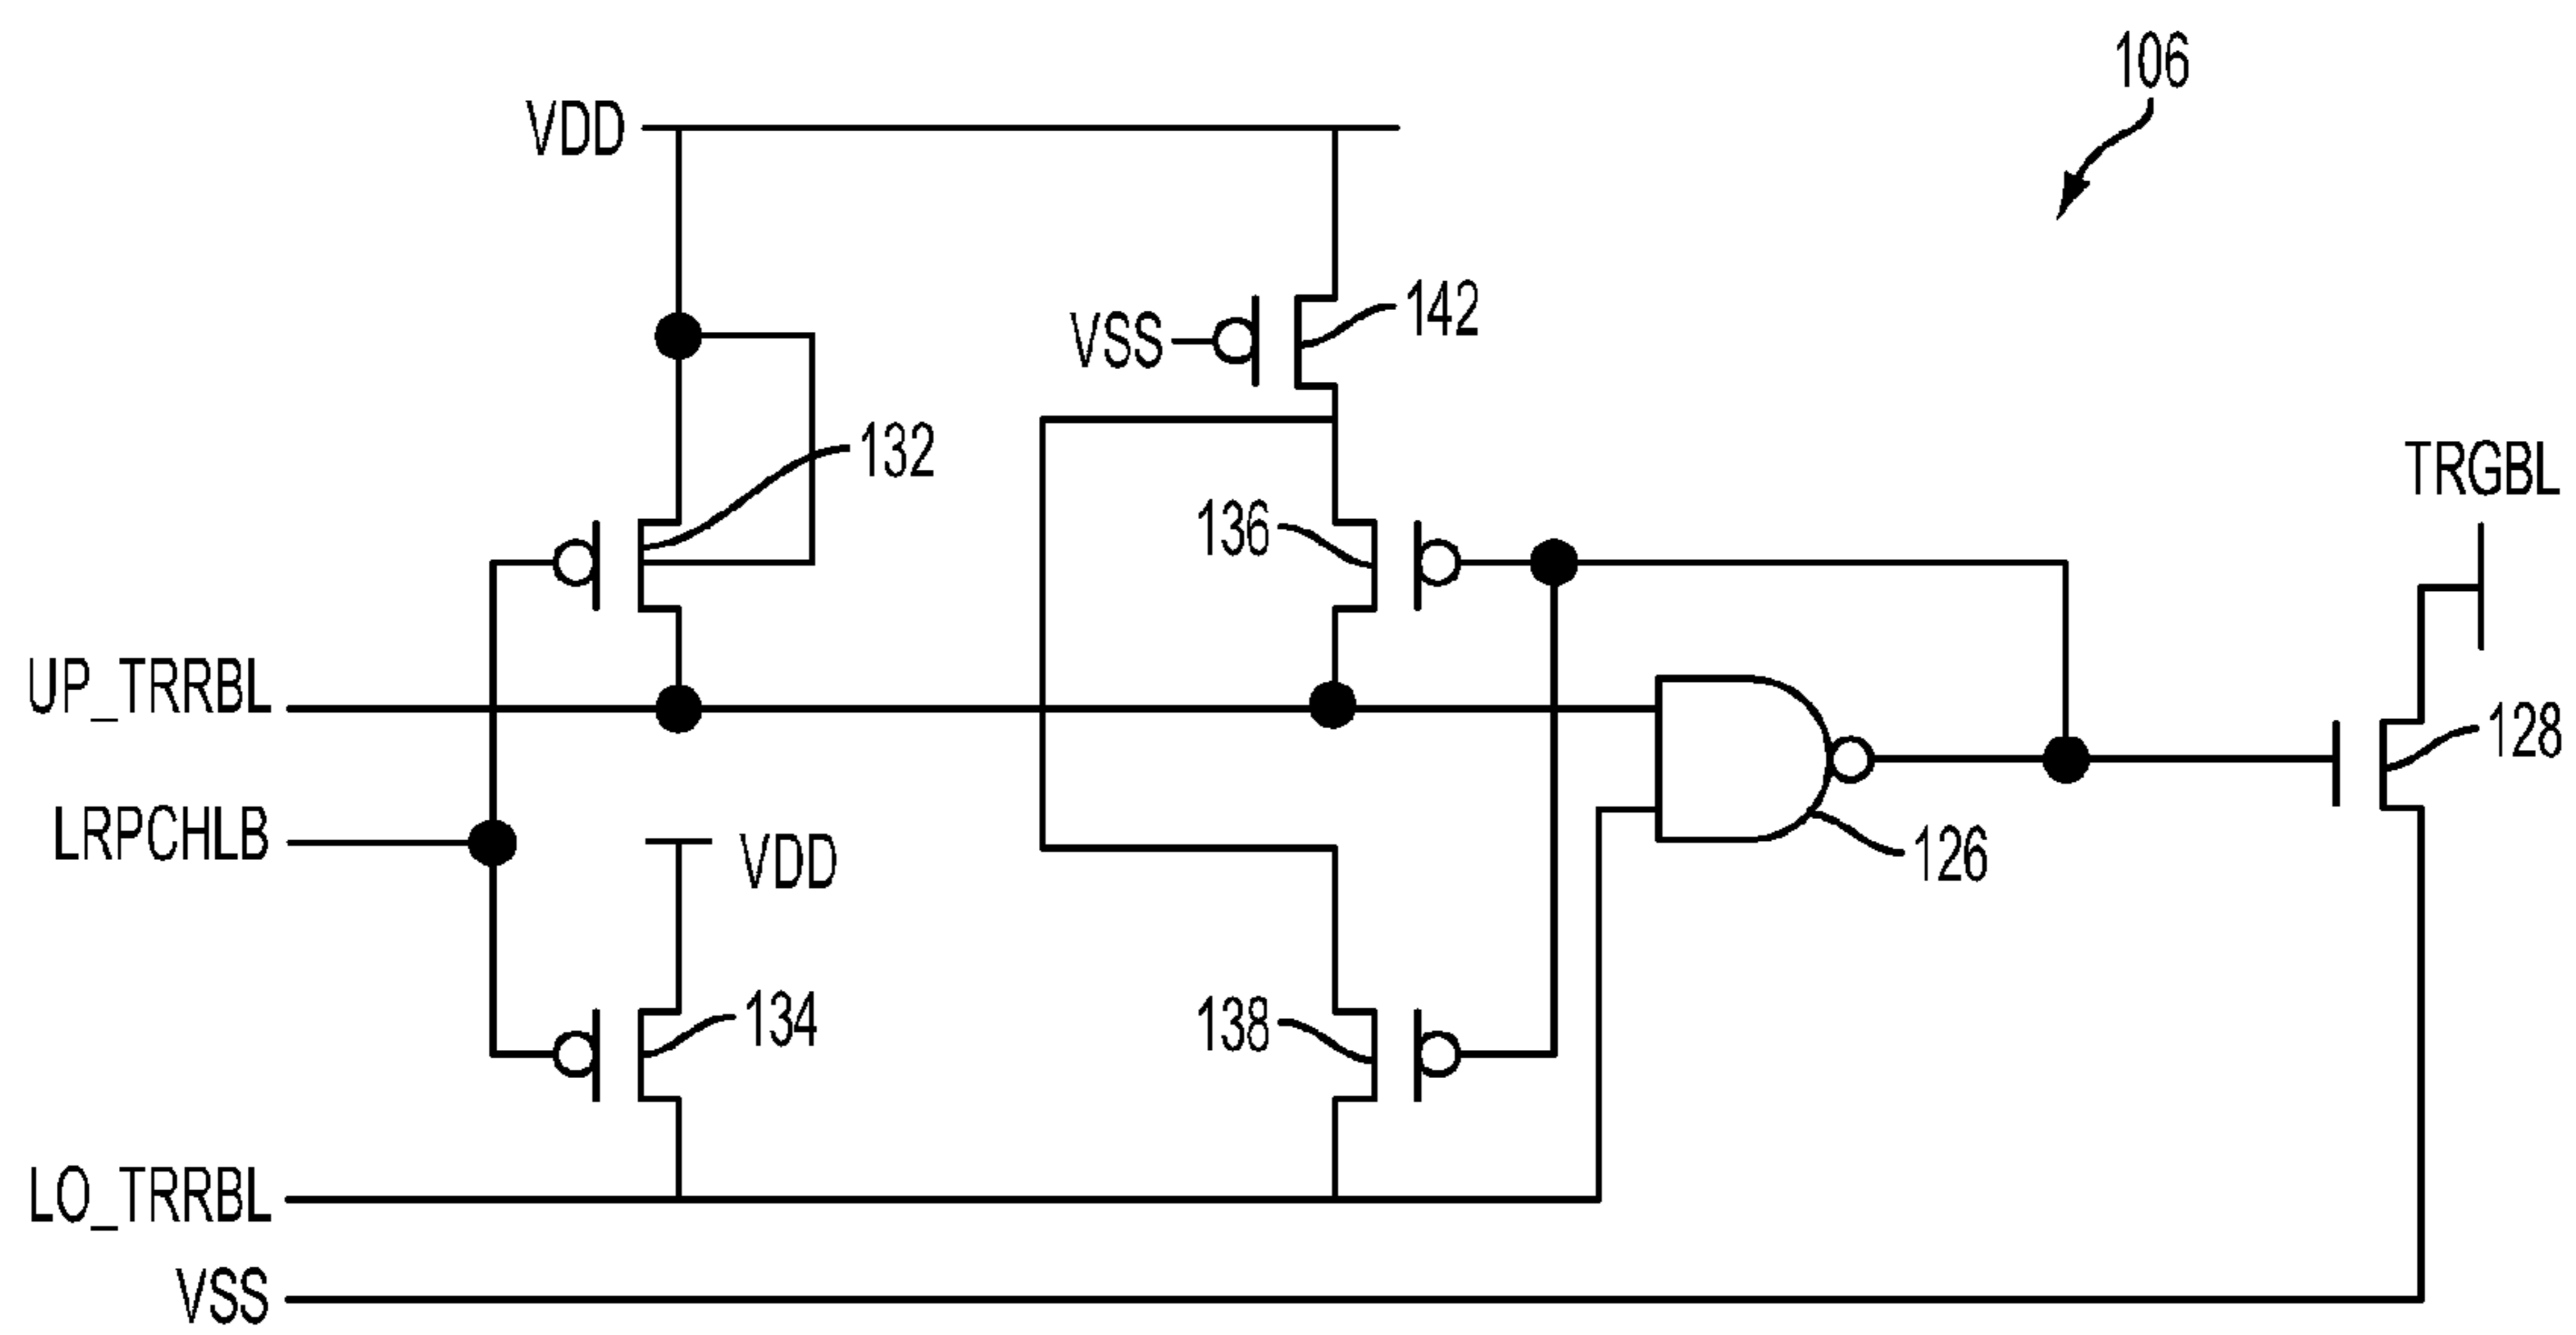 106
VDD
142
VSS
132
TRGBL
136
UP_TRRBL
128
LRPCHLB
VDD
126
134
138
LO_TRRBL
VSS